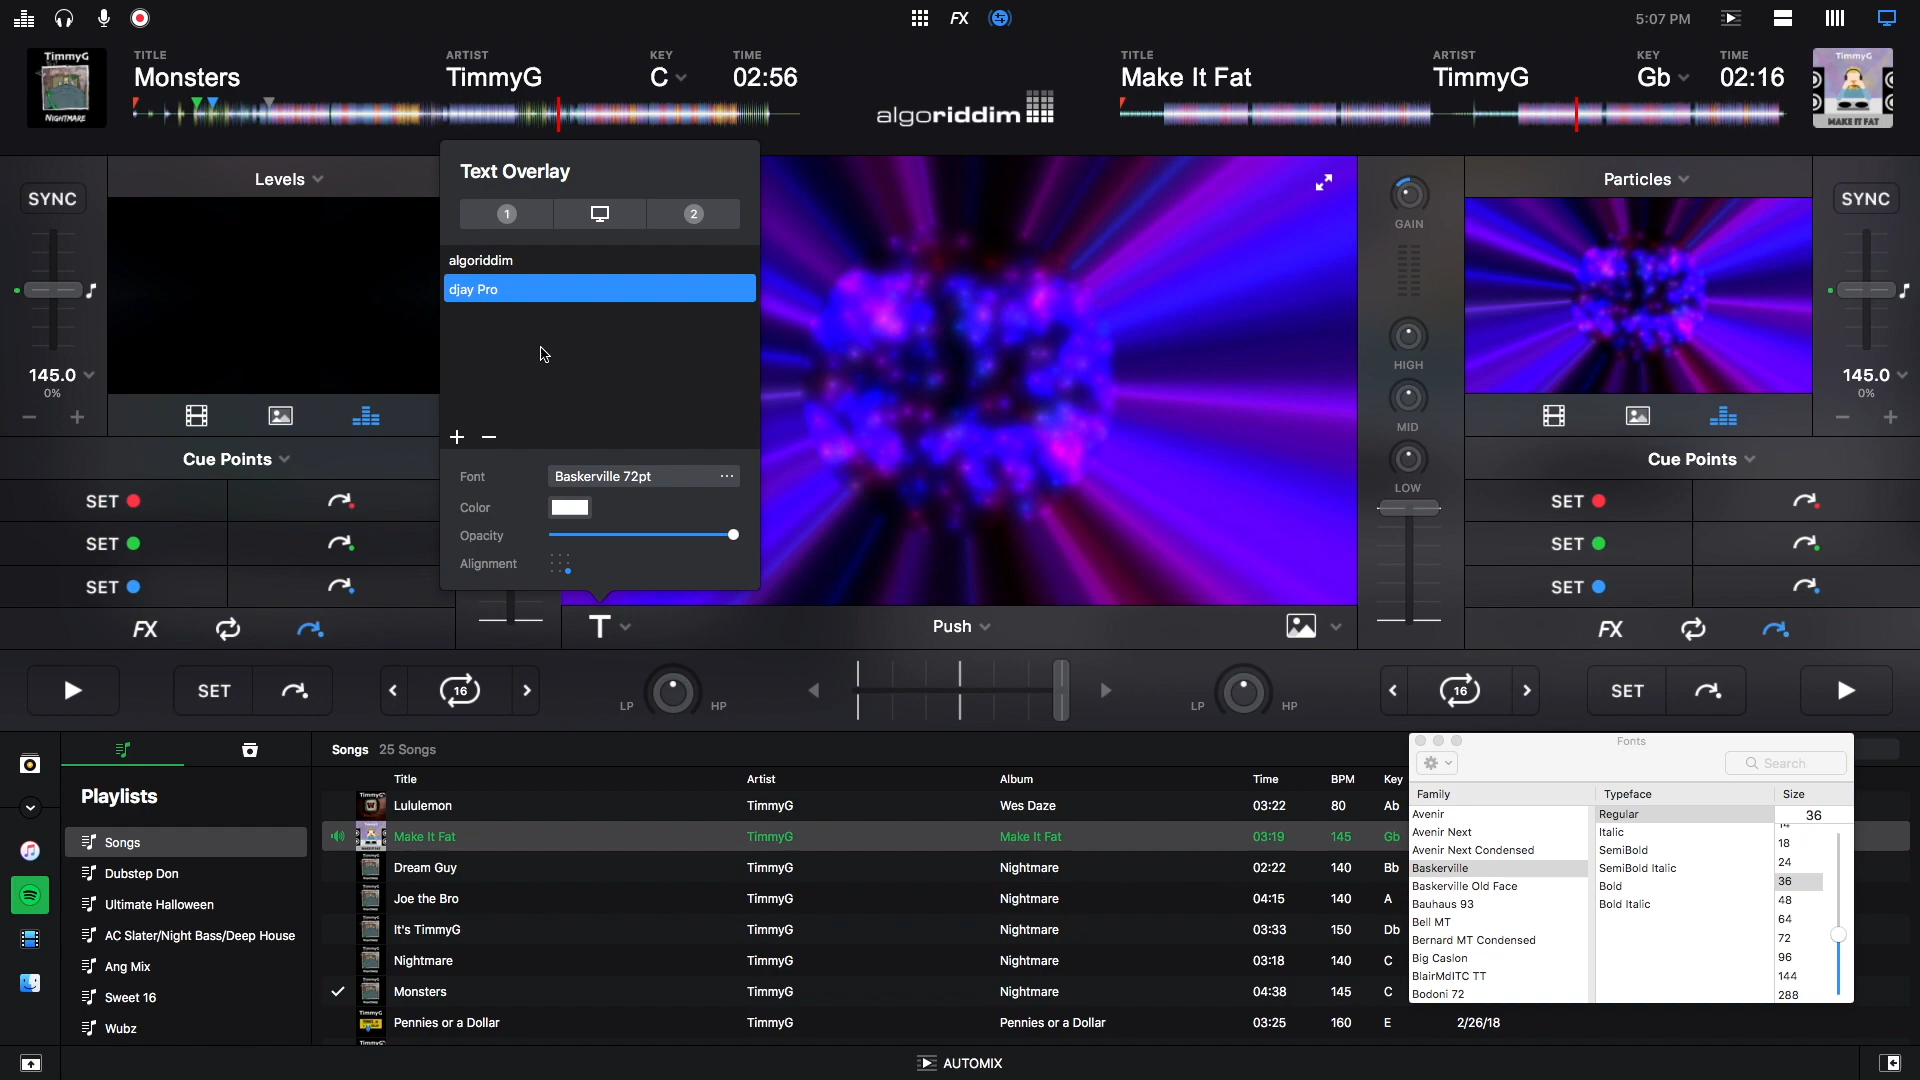 FX
5:07 PM
TimmyG
NIGHTMARE
TITLE
Monsters
ARTIST
TimmyG
KEY
C
TIME
02:56
algoriddim
TITLE
Make It Fat
ARTIST
TimmyG
KEY
Gb
TIME
02:16
TimmyG
MAKE IT FAT
SYNC
145.0
0%
Levels
Text Overlay
1
2
algoriddim
djay Pro
Font
Baskerville 72pt
Color
Opacity
Alignment
GAIN
HIGH
MID
LOW
Particles
SYNC
145.0
0%
Cue Points
SET
SET
SET
FX
Cue Points
SET
SET
SET
FX
T
Push
SET
16
LP
HP
LP
HP
16
SET
Playlists
Songs
Dubstep Don
Ultimate Halloween
AC Slater/Night Bass/Deep House
Ang Mix
Sweet 16
Wubz
Songs 25 Songs
Title Artist Album Time BPM Key
Lululemon TimmyG Wes Daze 03:22 80 Ab
Make It Fat TimmyG Make It Fat 03:19 145 Gb
Dream Guy TimmyG Nightmare 02:22 140 Bb
Joe the Bro TimmyG Nightmare 04:15 140 A
It's TimmyG TimmyG Nightmare 03:33 150 Db
Nightmare TimmyG Nightmare 03:18 140 C
Monsters TimmyG Nightmare 04:38 145 C
Pennies or a Dollar TimmyG Pennies or a Dollar 03:25 160 E 2/26/18
Fonts
Search
Family
Avenir
Avenir Next
Avenir Next Condensed
Baskerville
Baskerville Old Face
Bauhaus 93
Bell MT
Bernard MT Condensed
Big Caslon
BlairMdITC TT
Bodoni 72
Typeface
Regular
Italic
SemiBold
SemiBold Italic
Bold
Bold Italic
Size
36
18
24
36
48
64
72
96
144
288
AUTOMIX